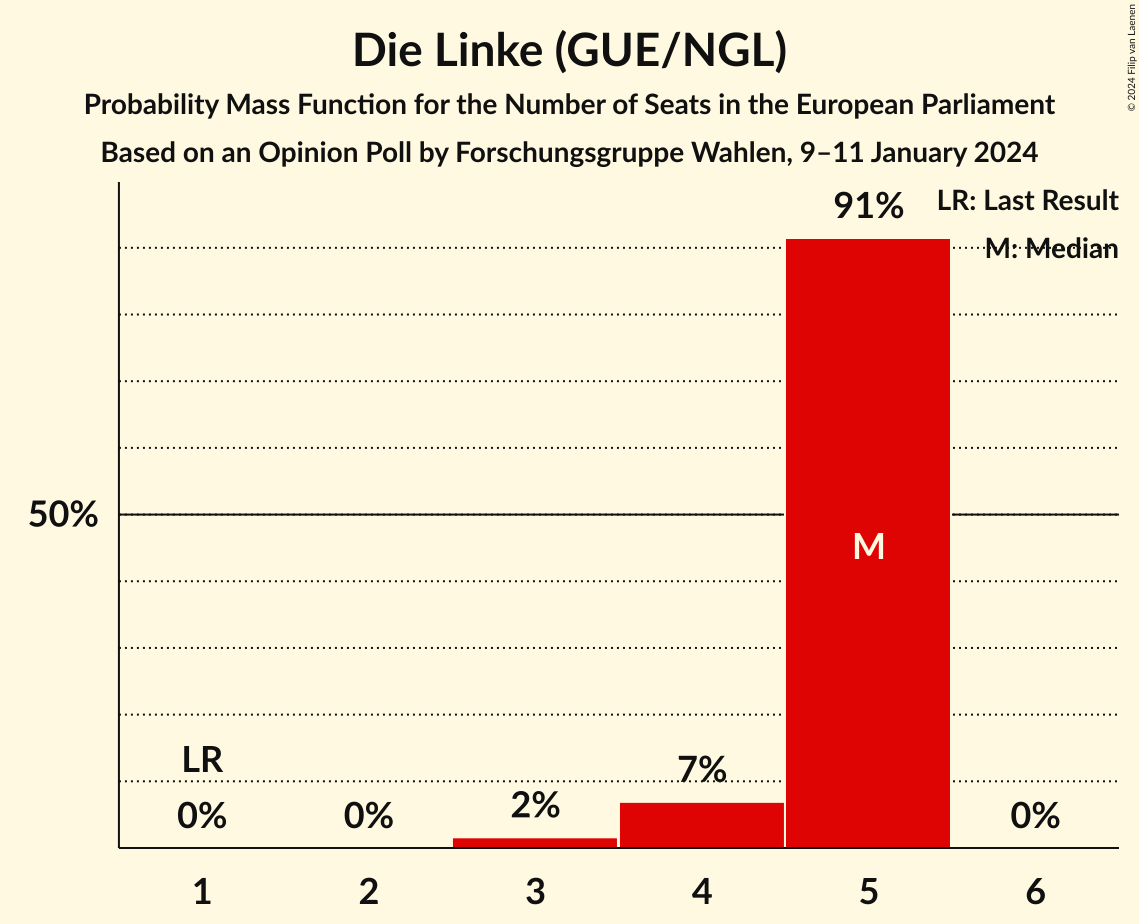 Die Linke (GUE/NGL)
Probability Mass Function for the Number of Seats in the European Parliament
Based on an Opinion Poll by Forschungsgruppe Wahlen, 9–11 January 2024
© 2024 Filip van Laenen
LR: Last Result
M: Median
91%
50%
M
LR
0%
0%
2%
7%
0%
1
2
3
4
5
6